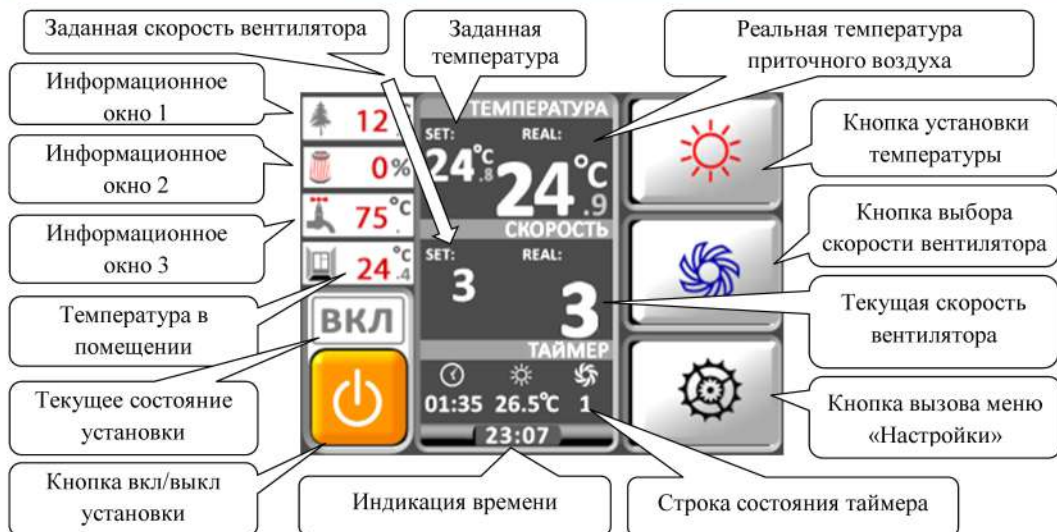 Заданная скорость вентилятора
Заданная
температура
Реальная температура
приточного воздуха
Информационное
окно 1
Информационное
окно 2
Информационное
окно 3
Температура в
помещении
Текущее состояние
установки
Кнопка вкл/выкл
установки
12 °C
0%
75 °C
24 °C .4
ВКЛ
ТЕМПЕРАТУРА
SET: REAL:
24 °C .8 24 °C .9
СКОРОСТЬ
SET: REAL:
3 3
ТАЙМЕР
01:35 26.5°C 1
23:07
Кнопка установки
температуры
Кнопка выбора
скорости вентилятора
Текущая скорость
вентилятора
Кнопка вызова меню
«Настройки»
Индикация времени
Строка состояния таймера